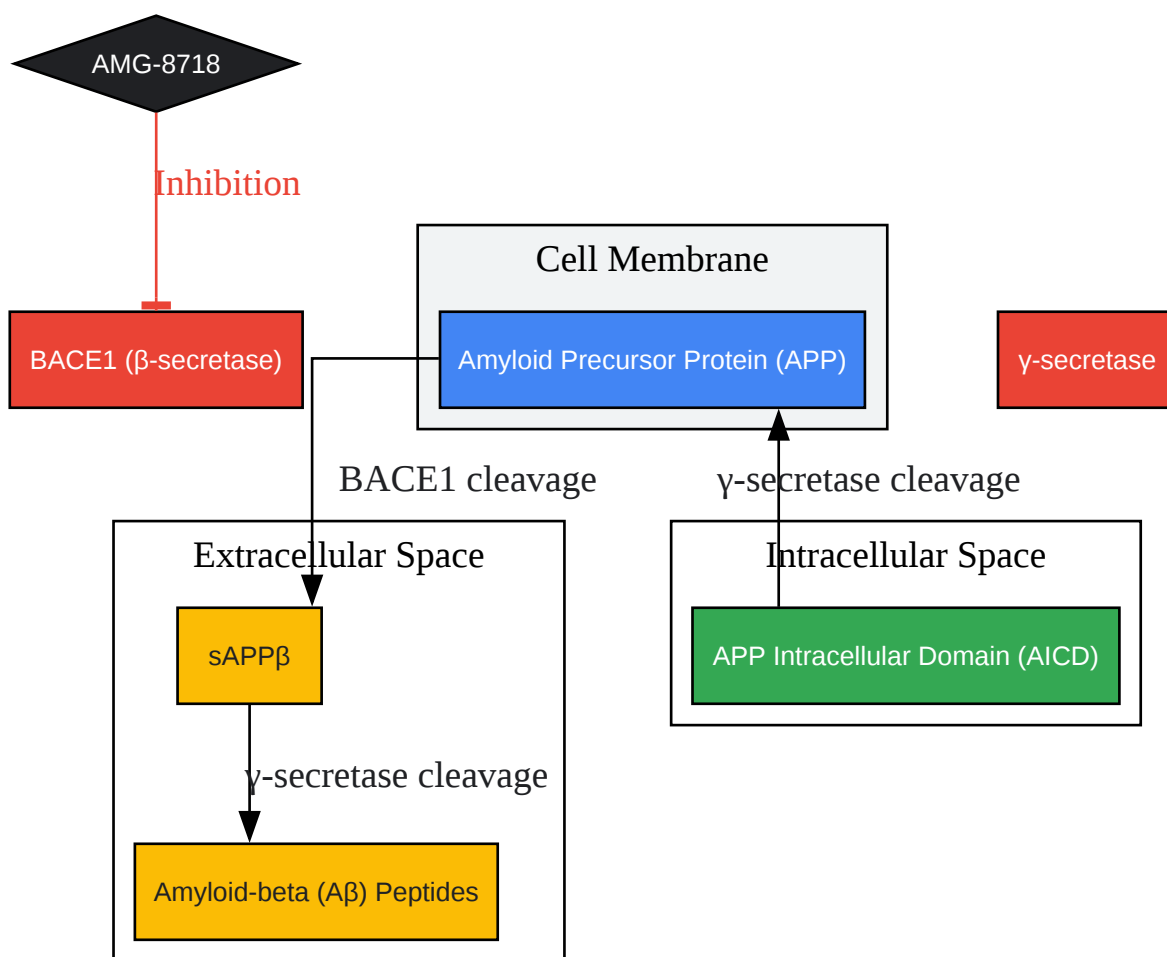 AMG-8718
Inhibition
Cell Membrane
BACE1 (β-secretase)
Amyloid Precursor Protein (APP)
γ-secretase
BACE1 cleavage
γ-secretase cleavage
Extracellular Space
Intracellular Space
sAPPβ
APP Intracellular Domain (AICD)
γ-secretase cleavage
Amyloid-beta (Aβ) Peptides